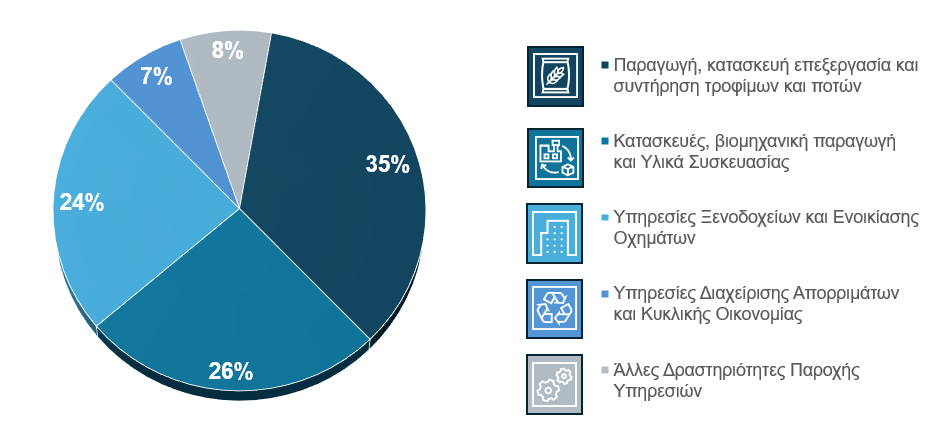 8%
7%
35%
24%
26%
Παραγωγή, κατασκευή επεξεργασία και
συντήρηση τροφίμων και ποτών
Κατασκευές, βιομηχανική παραγωγή
και Υλικά Συσκευασίας
Υπηρεσίες Ξενοδοχείων και Ενοικίασης
Οχημάτων
Υπηρεσίες Διαχείρισης Απορριμάτων
και Κυκλικής Οικονομίας
Άλλες Δραστηριότητες Παροχής
Υπηρεσιών